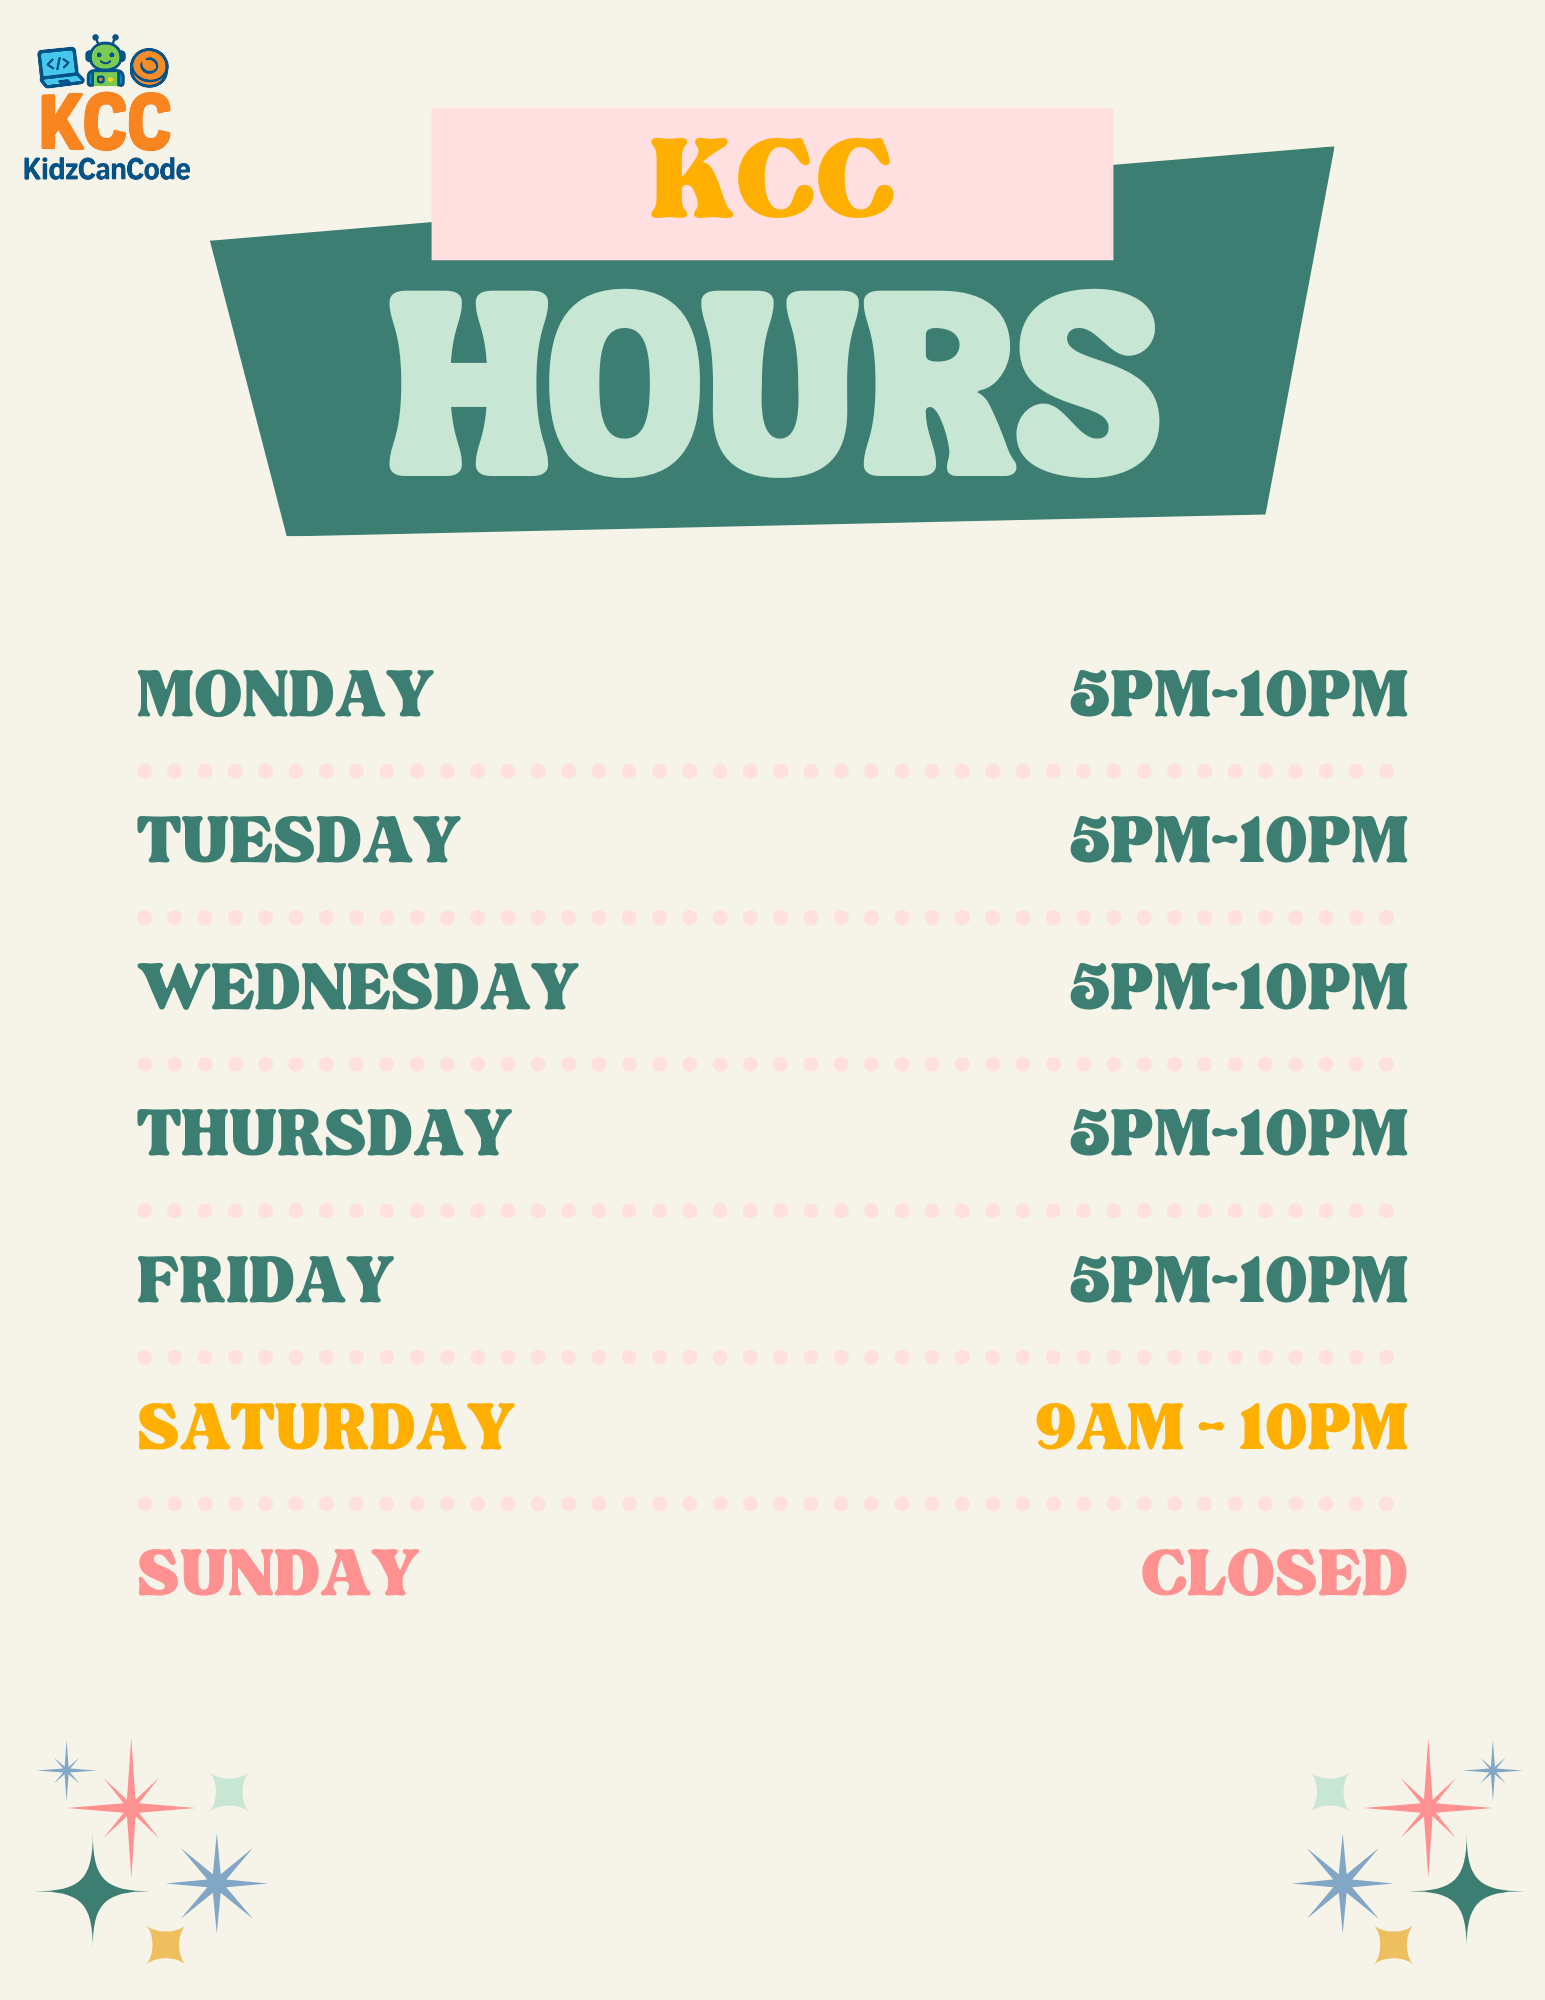 </>
KCC
KidzCanCode
KCC
HOURS
MONDAY 5PM-10PM
TUESDAY 5PM-10PM
WEDNESDAY 5PM-10PM
THURSDAY 5PM-10PM
FRIDAY 5PM-10PM
SATURDAY 9AM - 10PM
SUNDAY CLOSED